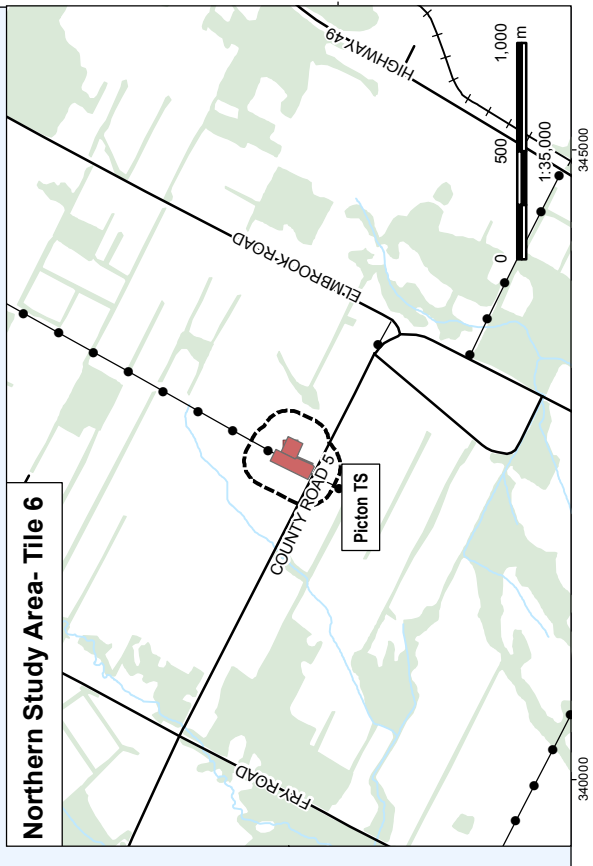 Northern Study Area- Tile 6
HIGHWAY 49
ELMBROOK ROAD
COUNTY ROAD 5
FRY ROAD
Picton TS
0 500 1,000
m
1:35,000
340000 345000